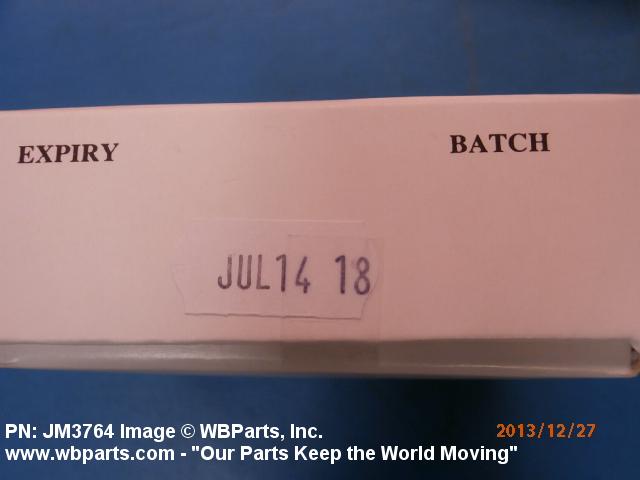 EXPIRY BATCH
JUL14 18
PN: JM3764 Image © WBParts, Inc. 2013/12/27
www.wbparts.com - "Our Parts Keep the World Moving"